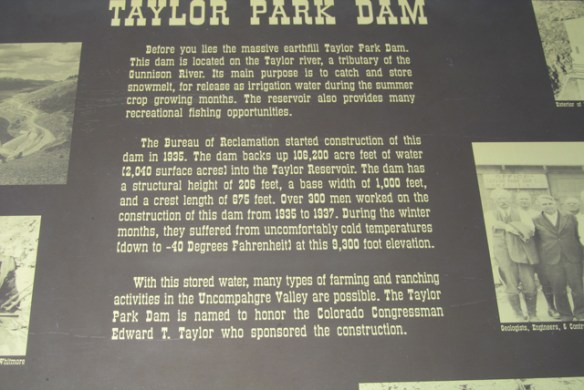 TAYLOR PARK DAM
Before you lies the massive earthfill Taylor Park Dam.
This dam is located on the Taylor river, a tributary of the
Gunnison River. Its main purpose is to catch and store
snowmelt, for release as irrigation water during the summer
crop growing months. The reservoir also provides many
recreational fishing opportunities.
The Bureau of Reclamation started construction of this
dam in 1935. The dam backs up 106,200 acre feet of water
(2,040 surface acres) into the Taylor Reservoir. The dam has
a structural height of 206 feet, a base width of 1,000 feet,
and a crest length of 675 feet. Over 300 men worked on the
construction of this dam from 1935 to 1937. During the winter
months, they suffered from uncomfortably cold temperatures
(down to -40 Degrees Fahrenheit) at this 9,300 foot elevation.
With this stored water, many types of farming and ranching
activities in the Uncompahgre Valley are possible. The Taylor
Park Dam is named to honor the Colorado Congressman
Edward T. Taylor who sponsored the construction.
Exterior of
Geologists, Engineers, & Contr
Whitmore